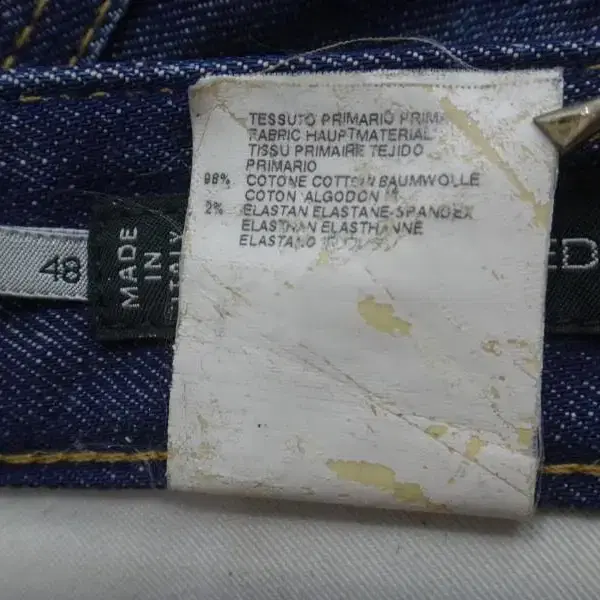 TESSUTO PRIMARIO
FABRIC HAUPTMATERIAL
TISSU PRIMAIRE TEJIDO
PRIMARIO
98% COTONE COTTON BAUMWOLLE
COTON ALGODON
2% ELASTAN ELASTANE-SPANDEX
ELASTHAN ELASTHANNE
ELASTANO
48
MADE
IN
ITALY
ED